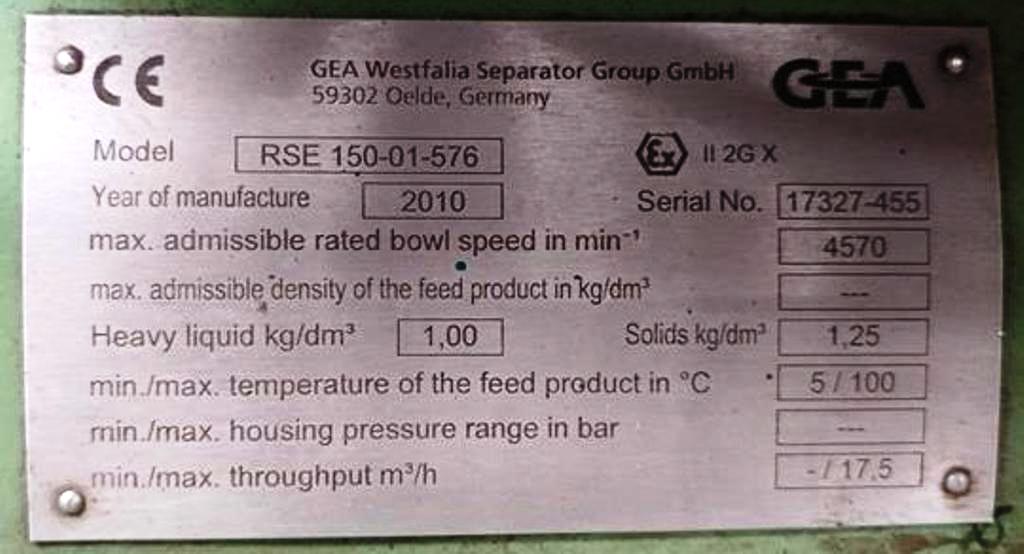 CE GEA Westfalia Separator Group GmbH GEA
59302 Oelde, Germany
Model RSE 150-01-576 Ex II 2G X
Year of manufacture 2010 Serial No. 17327-455
max. admissible rated bowl speed in min⁻¹ 4570
max. admissible density of the feed product in kg/dm³ ---
Heavy liquid kg/dm³ 1,00 Solids kg/dm³ 1,25
min./max. temperature of the feed product in °C 5 / 100
min./max. housing pressure range in bar ---
min./max. throughput m³/h - / 17,5